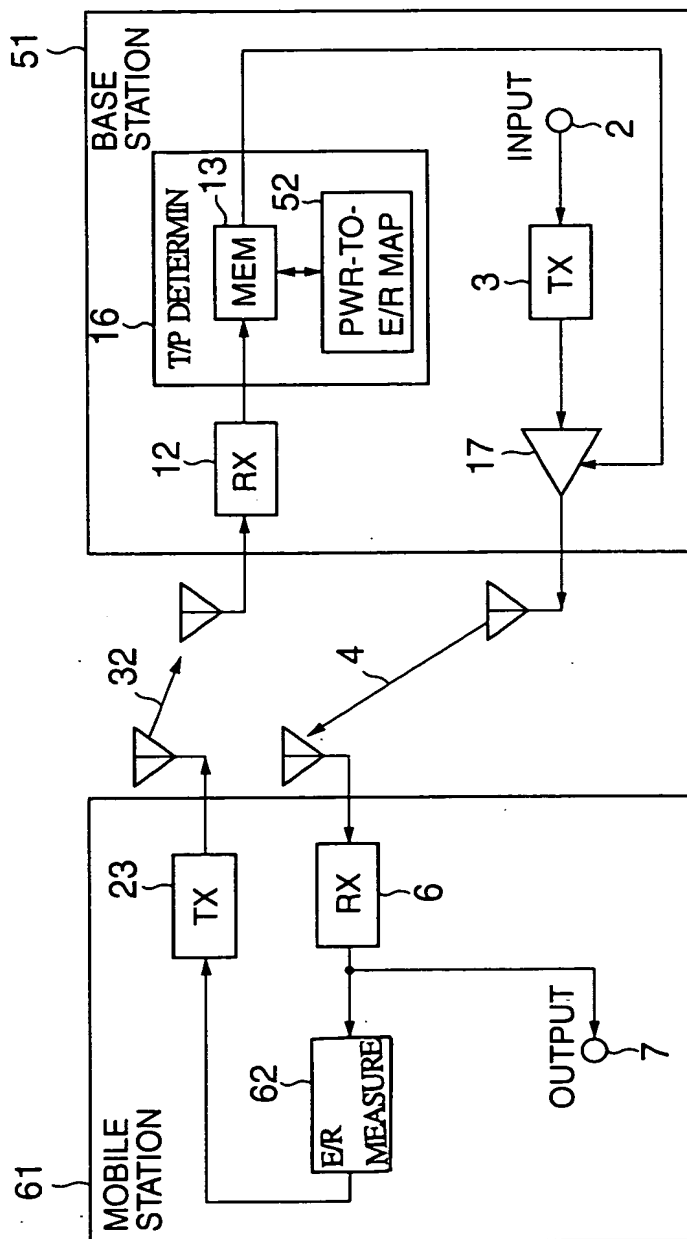 51
BASE
STATION
16
T/P DETERMIN
13
MEM
52
PWR-TO-
E/R MAP
12
RX
INPUT
2
3
TX
17
32
4
61
MOBILE
STATION
23
TX
RX
6
62
E/R
MEASURE
OUTPUT
7